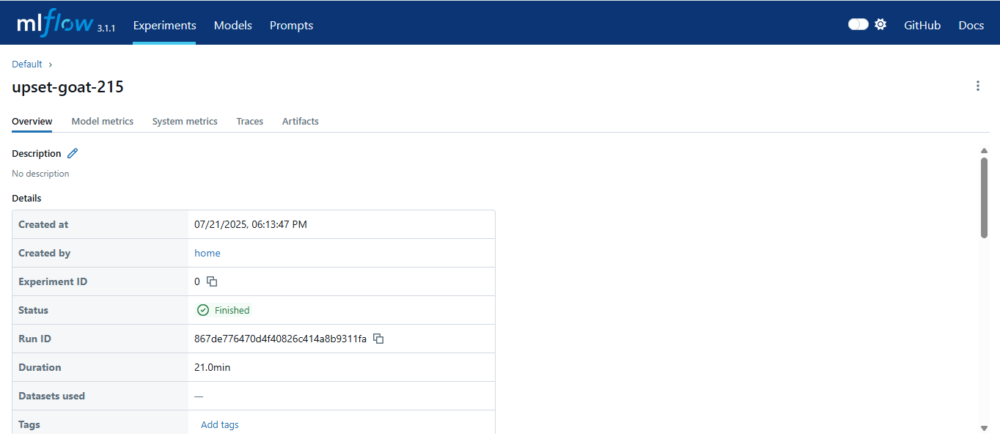 mlflow 3.1.1 Experiments Models Prompts GitHub Docs
Default ›
upset-goat-215
Overview Model metrics System metrics Traces Artifacts
Description
No description
Details
Created at 07/21/2025, 06:13:47 PM
Created by home
Experiment ID 0
Status Finished
Run ID 867de776470d4f40826c414a8b9311fa
Duration 21.0min
Datasets used —
Tags Add tags